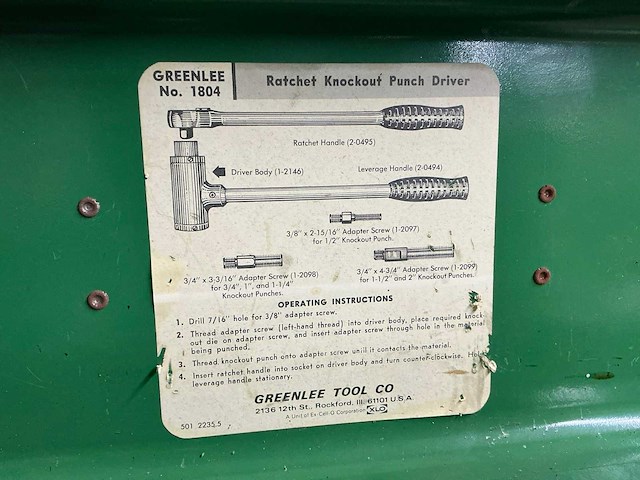 GREENLEE
No. 1804
Ratchet Knockout Punch Driver
Ratchet Handle (2-0495)
Driver Body (1-2146)
Leverage Handle (2-0494)
3/8" x 2-15/16" Adapter Screw (1-2097)
for 1/2" Knockout Punch.
3/4" x 3-3/16" Adapter Screw (1-2098)
for 3/4", 1", and 1-1/4"
Knockout Punches.
3/4" x 4-3/4" Adapter Screw (1-2099)
for 1-1/2" and 2" Knockout Punches.
OPERATING INSTRUCTIONS
1. Drill 7/16" hole for 3/8" adapter screw.
2. Thread adapter screw (left-hand thread) into driver body, place required knock
out die on adapter screw, and insert adapter screw through hole in the material
being punched.
3. Thread knockout punch onto adapter screw until it contacts the material.
4. Insert ratchet handle into socket on driver body and turn counterclockwise. Hold
leverage handle stationary.
GREENLEE TOOL CO
2136 12th St., Rockford, Ill. 61101 U.S.A.
A Unit of Ex-Cell-O Corporation XLO
501 2235.5